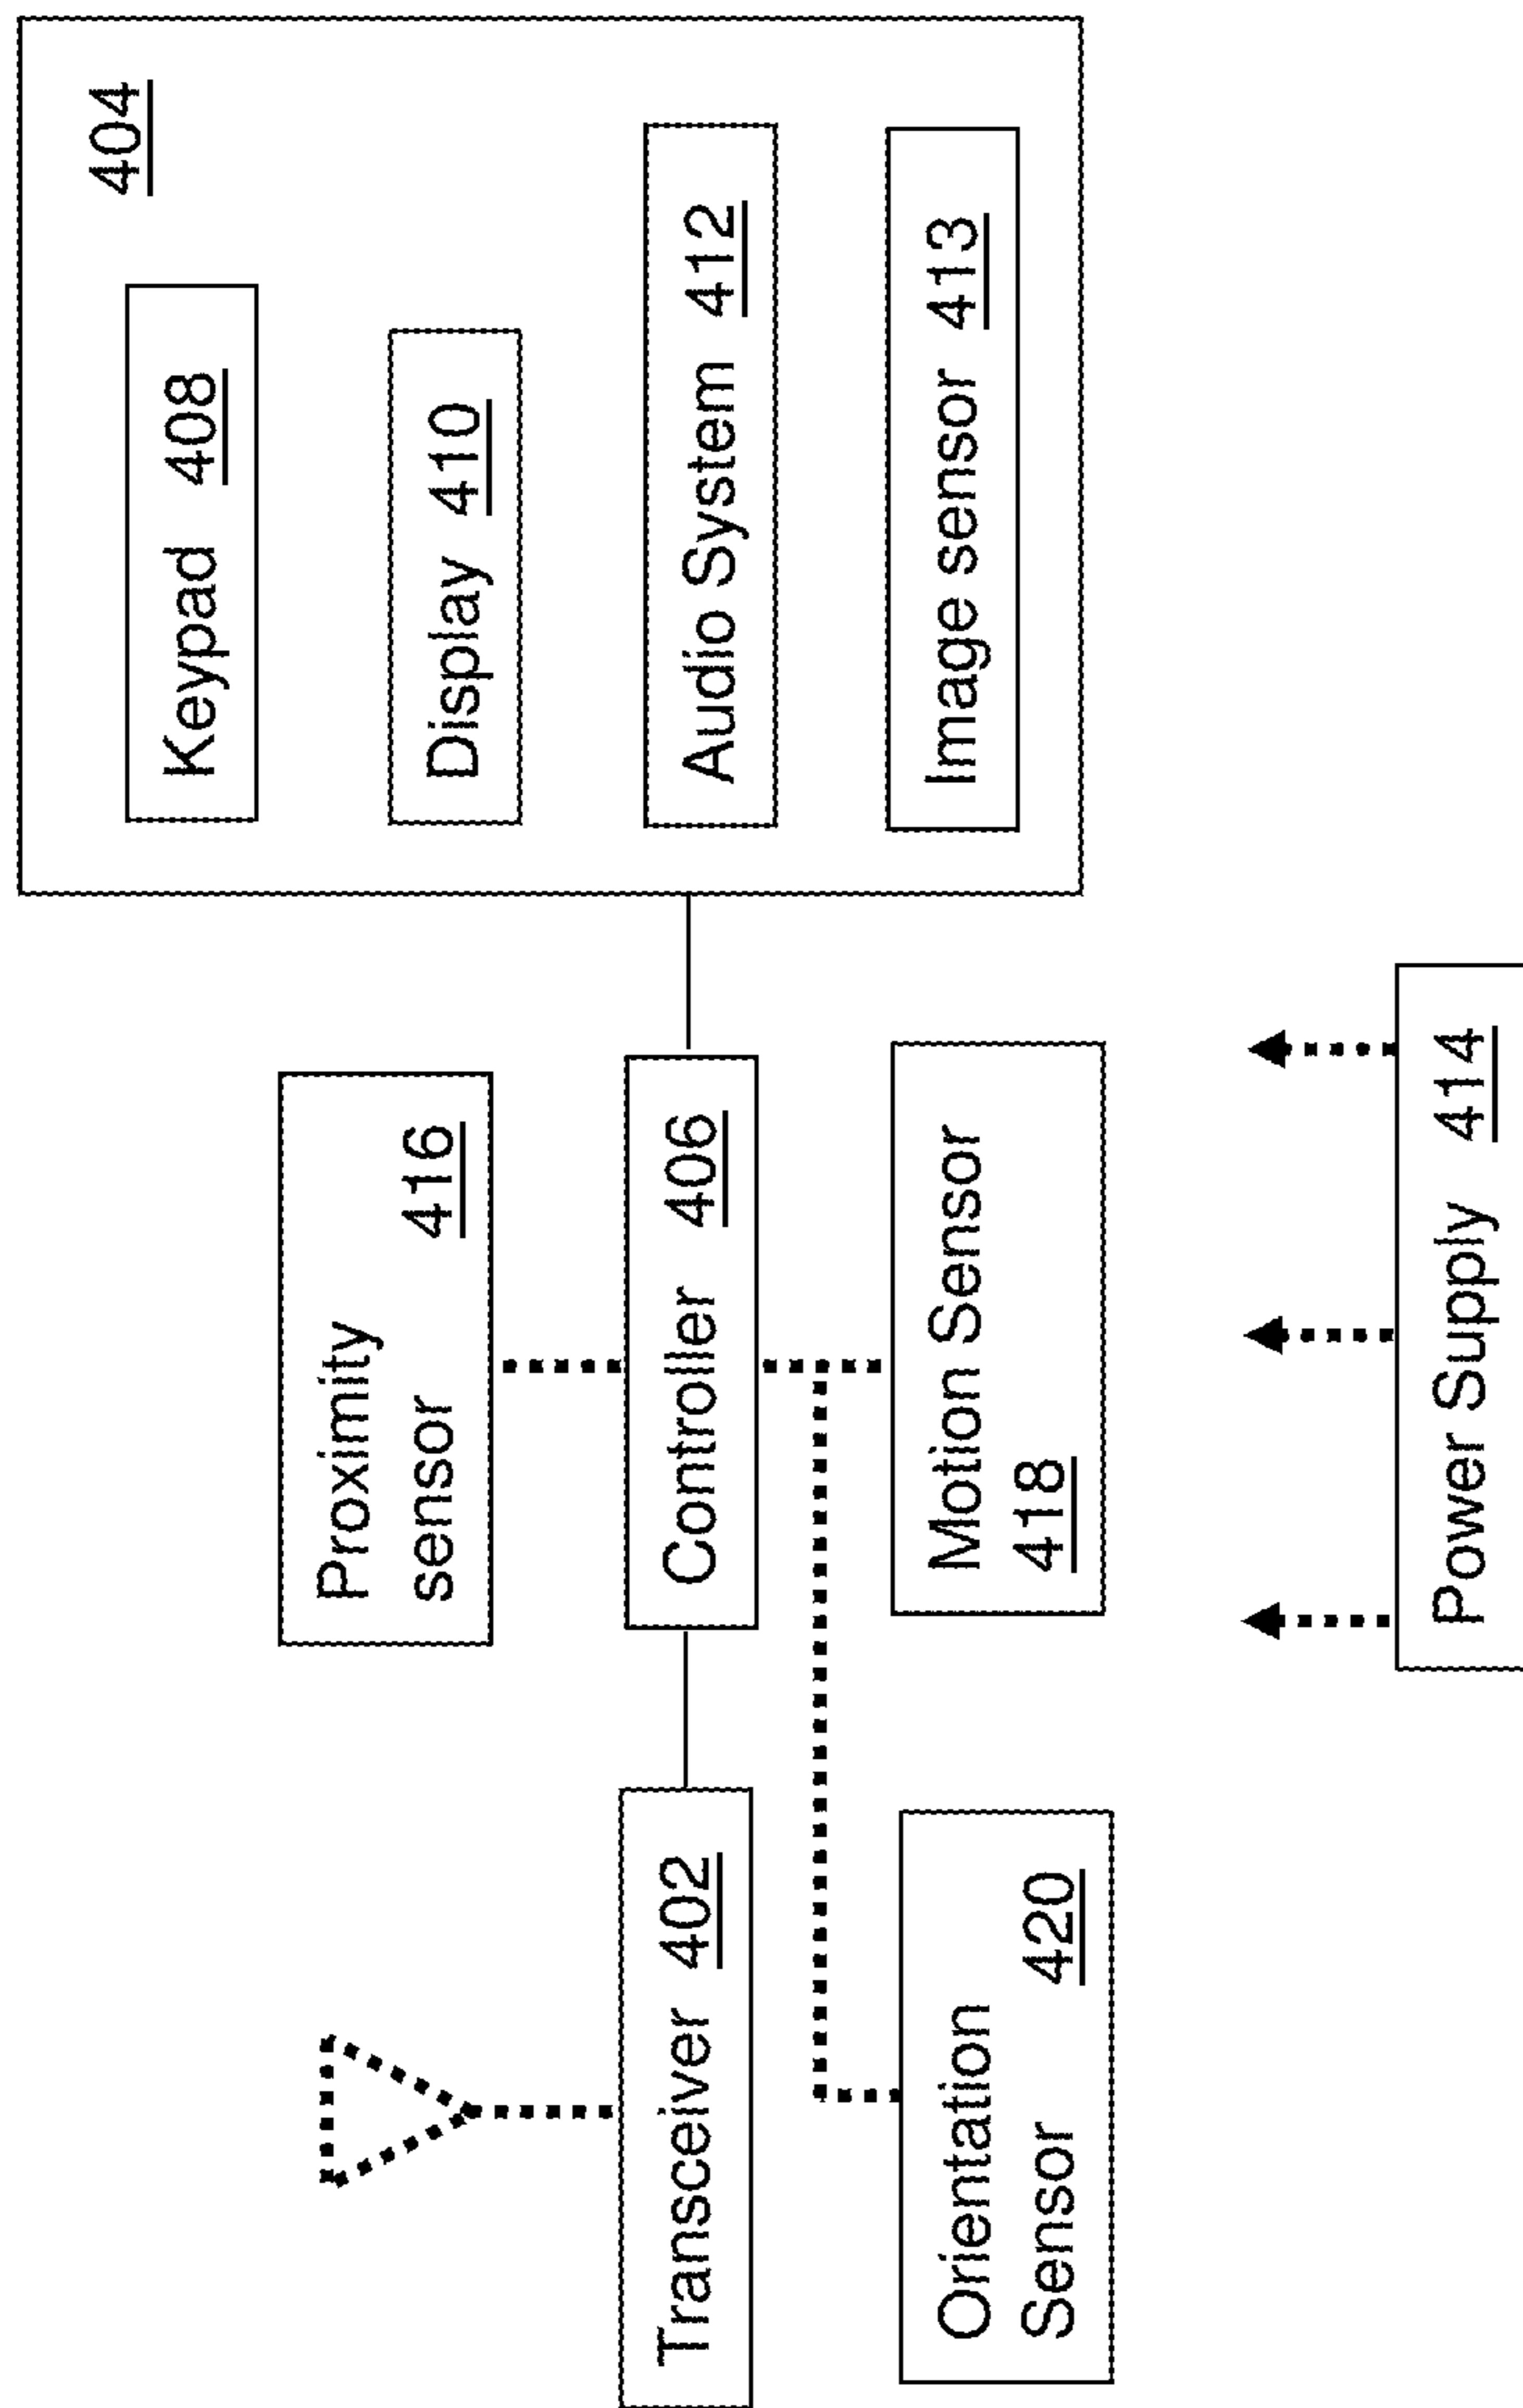 404
Keypad 408
Display 410
Audio System 412
Image sensor 413
Proximity
sensor 416
Controller 406
Motion Sensor
418
Transceiver 402
Orientation
Sensor 420
Power Supply 414